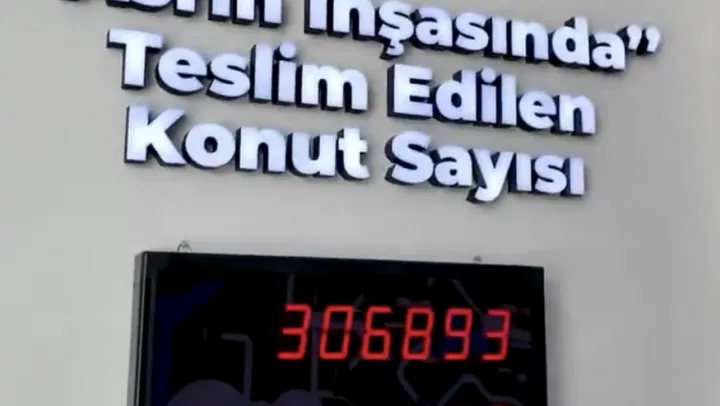 İnşasında”
Teslim Edilen
Konut Sayısı
306893